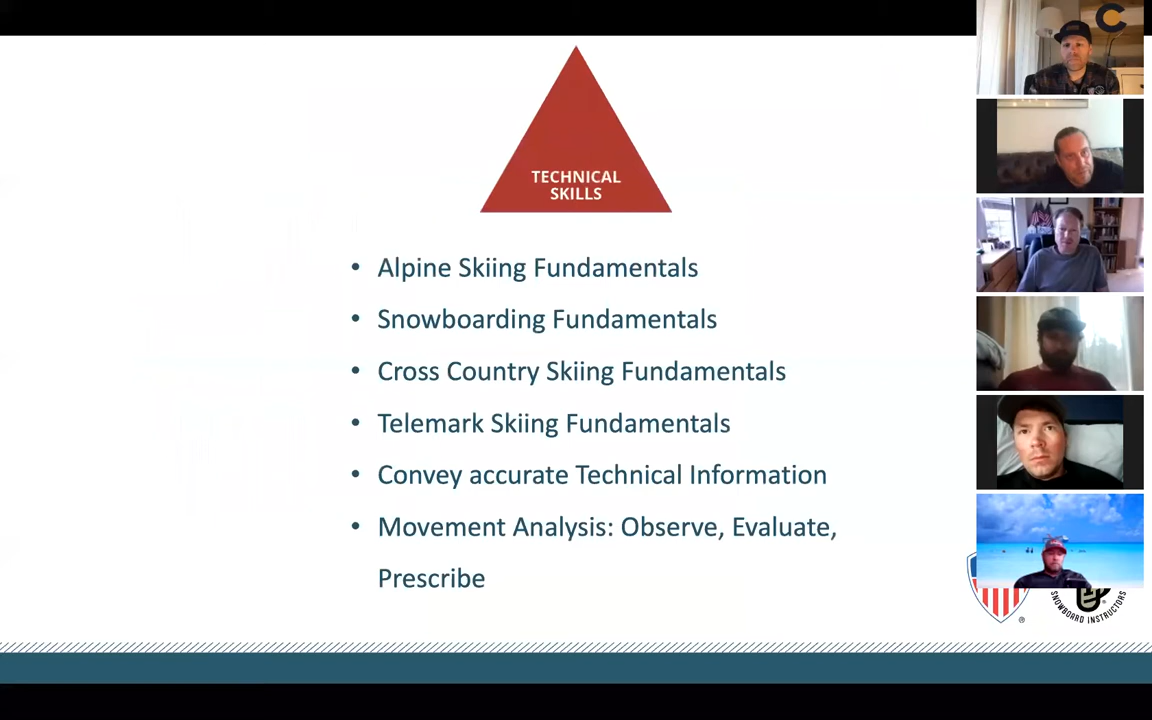 TECHNICAL
SKILLS
• Alpine Skiing Fundamentals
• Snowboarding Fundamentals
• Cross Country Skiing Fundamentals
• Telemark Skiing Fundamentals
• Convey accurate Technical Information
• Movement Analysis: Observe, Evaluate,
Prescribe
SNOWBOARD INSTRUCTORS